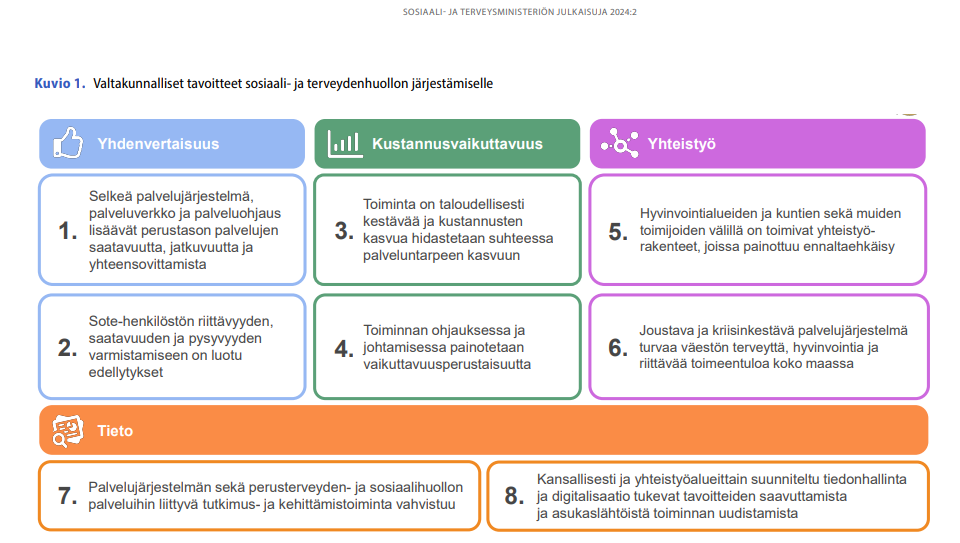 SOSIAALI- JA TERVEYSMINISTERIÖN JULKAISUJA 2024:2
Kuvio 1. Valtakunnalliset tavoitteet sosiaali- ja terveydenhuollon järjestämiselle
Yhdenvertaisuus
Kustannusvaikuttavuus
Yhteistyö
1.
Selkeä palvelujärjestelmä,
palveluverkko ja palveluohjaus
lisäävät perustason palvelujen
saatavuutta, jatkuvuutta ja
yhteensovittamista
3.
Toiminta on taloudellisesti
kestävää ja kustannusten
kasvua hidastetaan suhteessa
palveluntarpeen kasvuun
5.
Hyvinvointialueiden ja kuntien sekä muiden
toimijoiden välillä on toimivat yhteistyö-
rakenteet, joissa painottuu ennaltaehkäisy
2.
Sote-henkilöstön riittävyyden,
saatavuuden ja pysyvyyden
varmistamiseen on luotu
edellytykset
4.
Toiminnan ohjauksessa ja
johtamisessa painotetaan
vaikuttavuusperustaisuutta
6.
Joustava ja kriisinkestävä palvelujärjestelmä
turvaa väestön terveyttä, hyvinvointia ja
riittävää toimeentuloa koko maassa
Tieto
7.
Palvelujärjestelmän sekä perusterveyden- ja sosiaalihuollon
palveluihin liittyvä tutkimus- ja kehittämistoiminta vahvistuu
8.
Kansallisesti ja yhteistyöalueittain suunniteltu tiedonhallinta
ja digitalisaatio tukevat tavoitteiden saavuttamista
ja asukaslähtöistä toiminnan uudistamista